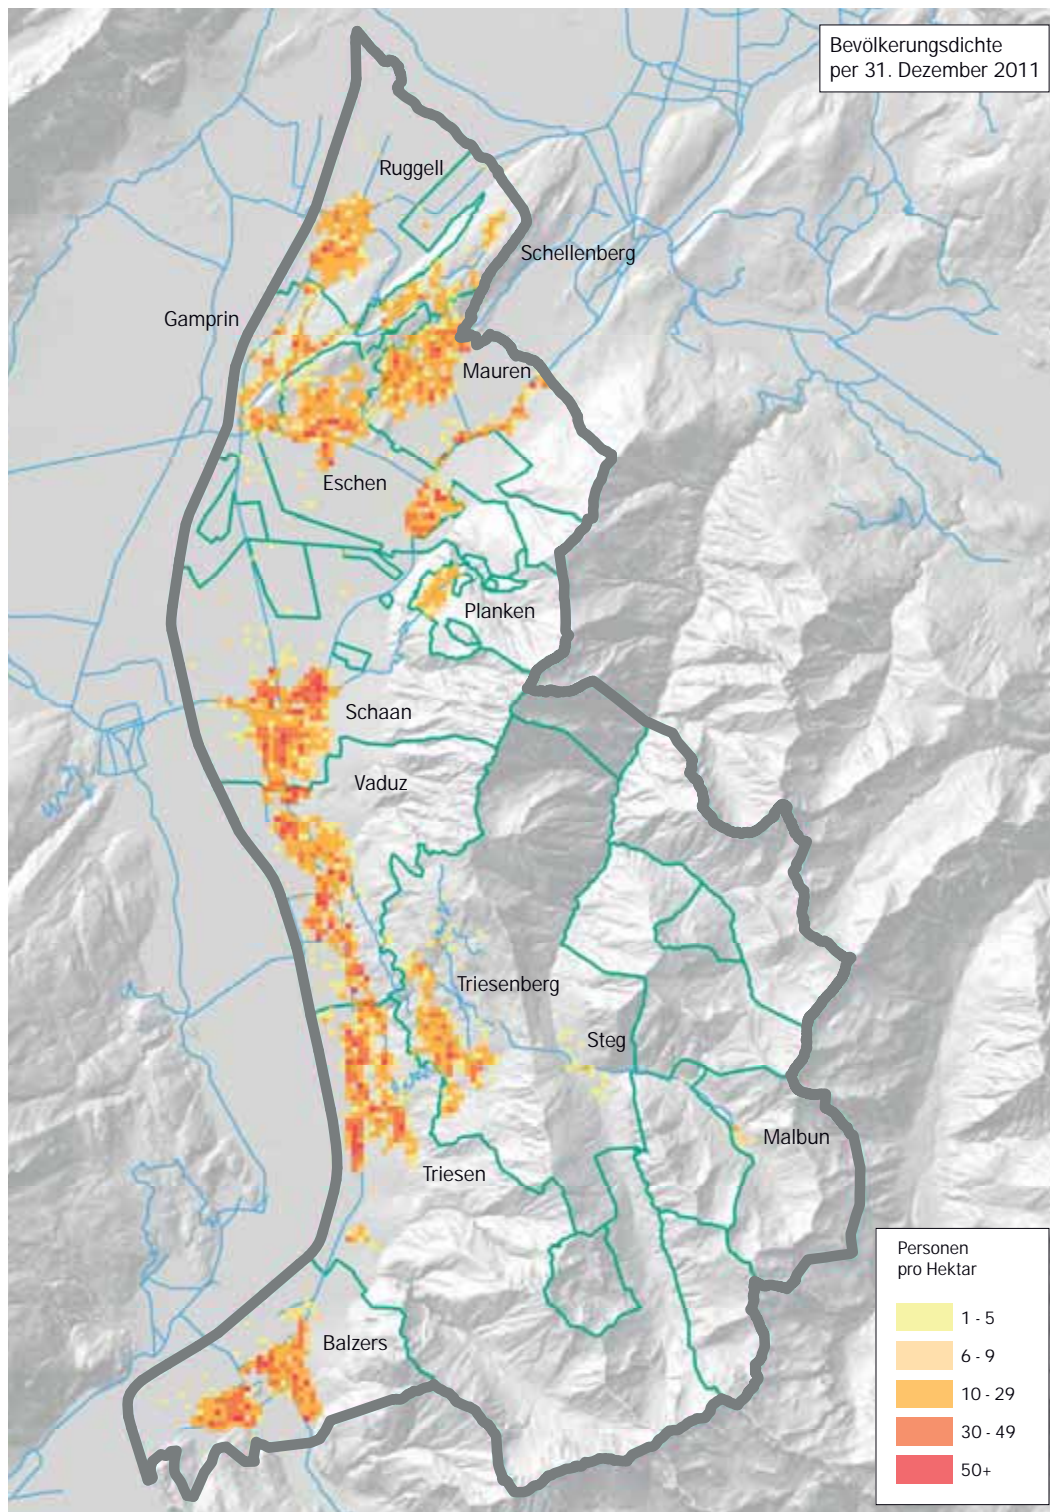 Bevölkerungsdichte
per 31. Dezember 2011
Ruggell
Schellenberg
Gamprin
Mauren
Eschen
Planken
Schaan
Vaduz
Triesenberg
Steg
Malbun
Triesen
Balzers
Personen
pro Hektar
1 - 5
6 - 9
10 - 29
30 - 49
50+